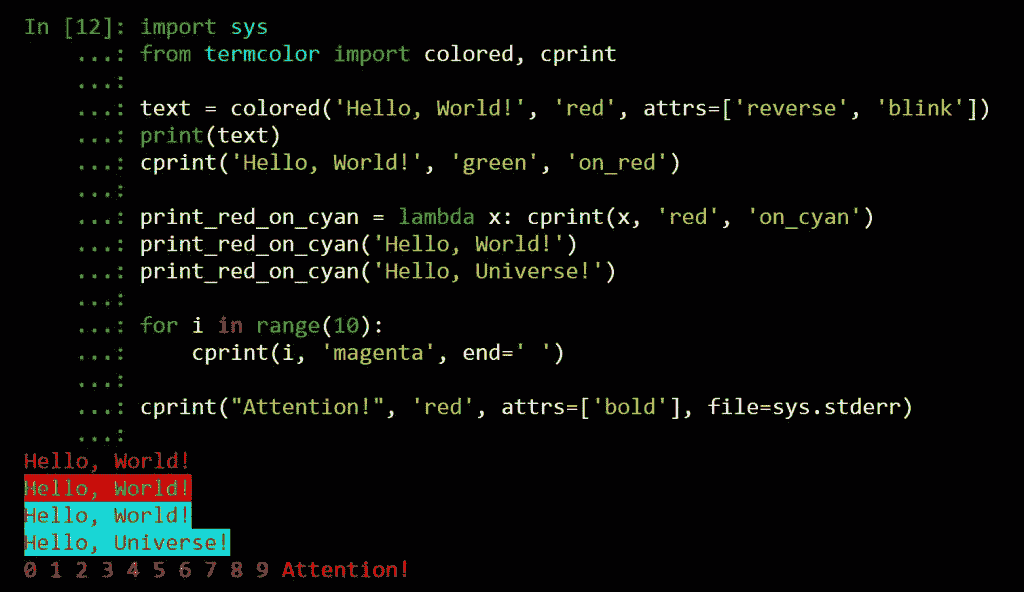 In [12]: import sys
    ...: from termcolor import colored, cprint
    ...:
    ...: text = colored('Hello, World!', 'red', attrs=['reverse', 'blink'])
    ...: print(text)
    ...: cprint('Hello, World!', 'green', 'on_red')
    ...:
    ...: print_red_on_cyan = lambda x: cprint(x, 'red', 'on_cyan')
    ...: print_red_on_cyan('Hello, World!')
    ...: print_red_on_cyan('Hello, Universe!')
    ...:
    ...: for i in range(10):
    ...:     cprint(i, 'magenta', end=' ')
    ...:
    ...: cprint("Attention!", 'red', attrs=['bold'], file=sys.stderr)
    ...:
Hello, World!
Hello, World!
Hello, World!
Hello, Universe!
0 1 2 3 4 5 6 7 8 9 Attention!